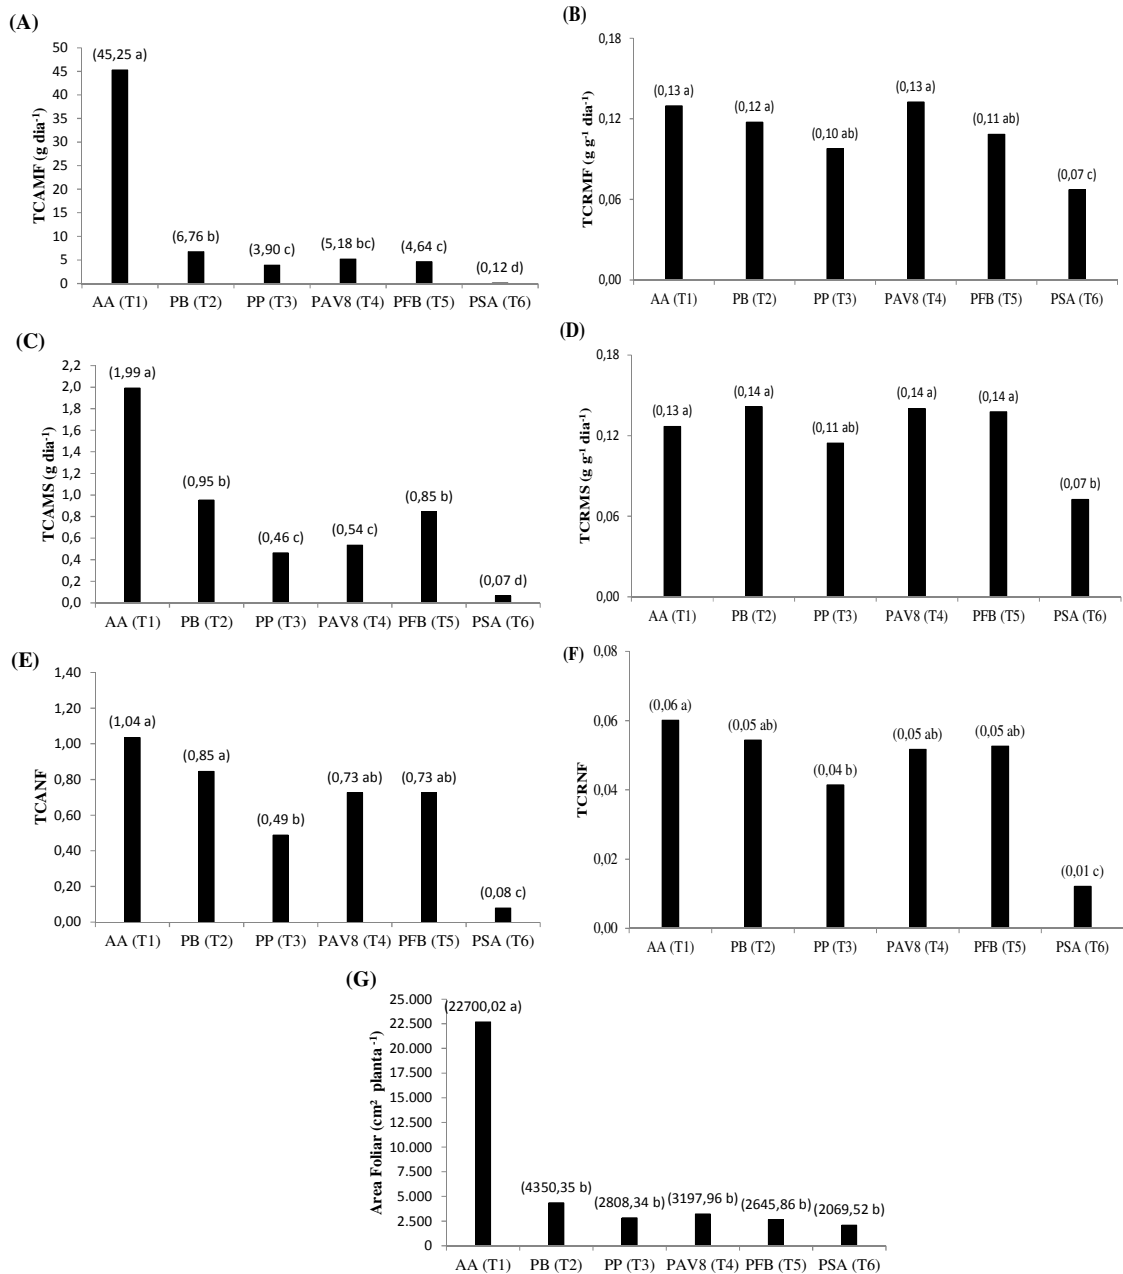 (A)
TCAMF (g dia⁻¹)
50
45
40
35
30
25
20
15
10
5
0
(45,25 a)
(6,76 b)
(3,90 c)
(5,18 bc)
(4,64 c)
(0,12 d)
AA (T1) PB (T2) PP (T3) PAV8 (T4) PFB (T5) PSA (T6)
(B)
TCRMF (g g⁻¹ dia⁻¹)
0,18
0,12
0,06
0,00
(0,13 a)
(0,12 a)
(0,10 ab)
(0,13 a)
(0,11 ab)
(0,07 c)
AA (T1) PB (T2) PP (T3) PAV8 (T4) PFB (T5) PSA (T6)
(C)
TCAMS (g dia⁻¹)
2,2
2,0
1,8
1,6
1,4
1,2
1,0
0,8
0,6
0,4
0,2
0,0
(1,99 a)
(0,95 b)
(0,46 c)
(0,54 c)
(0,85 b)
(0,07 d)
AA (T1) PB (T2) PP (T3) PAV8 (T4) PFB (T5) PSA (T6)
(D)
TCRMS (g g⁻¹ dia⁻¹)
0,18
0,12
0,06
0,00
(0,13 a)
(0,14 a)
(0,11 ab)
(0,14 a)
(0,14 a)
(0,07 b)
AA (T1) PB (T2) PP (T3) PAV8 (T4) PFB (T5) PSA (T6)
(E)
TCANF
1,40
1,20
1,00
0,80
0,60
0,40
0,20
0,00
(1,04 a)
(0,85 a)
(0,49 b)
(0,73 ab)
(0,73 ab)
(0,08 c)
AA (T1) PB (T2) PP (T3) PAV8 (T4) PFB (T5) PSA (T6)
(F)
TCRNF
0,08
0,06
0,04
0,02
0,00
(0,06 a)
(0,05 ab)
(0,04 b)
(0,05 ab)
(0,05 ab)
(0,01 c)
AA (T1) PB (T2) PP (T3) PAV8 (T4) PFB (T5) PSA (T6)
(G)
Area Foliar (cm² planta⁻¹)
25.000
22.500
20.000
17.500
15.000
12.500
10.000
7.500
5.000
2.500
0
(22700,02 a)
(4350,35 b)
(2808,34 b)
(3197,96 b)
(2645,86 b)
(2069,52 b)
AA (T1) PB (T2) PP (T3) PAV8 (T4) PFB (T5) PSA (T6)